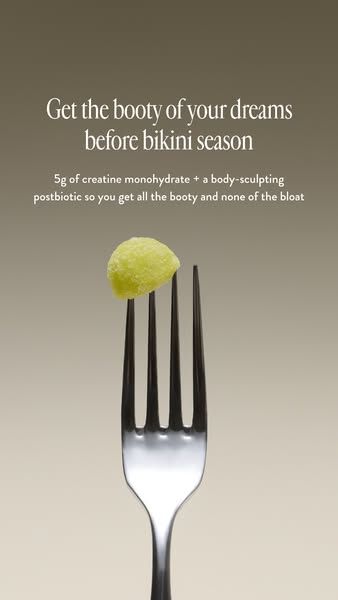 Get the booty of your dreams
before bikini season
5g of creatine monohydrate + a body-sculpting
postbiotic so you get all the booty and none of the bloat